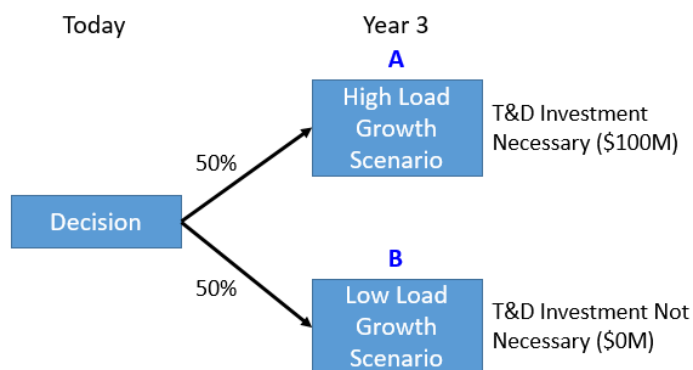 Today
Year 3
A
High Load
Growth
Scenario
T&D Investment
Necessary ($100M)
50%
Decision
50%
B
Low Load
Growth
Scenario
T&D Investment Not
Necessary ($0M)